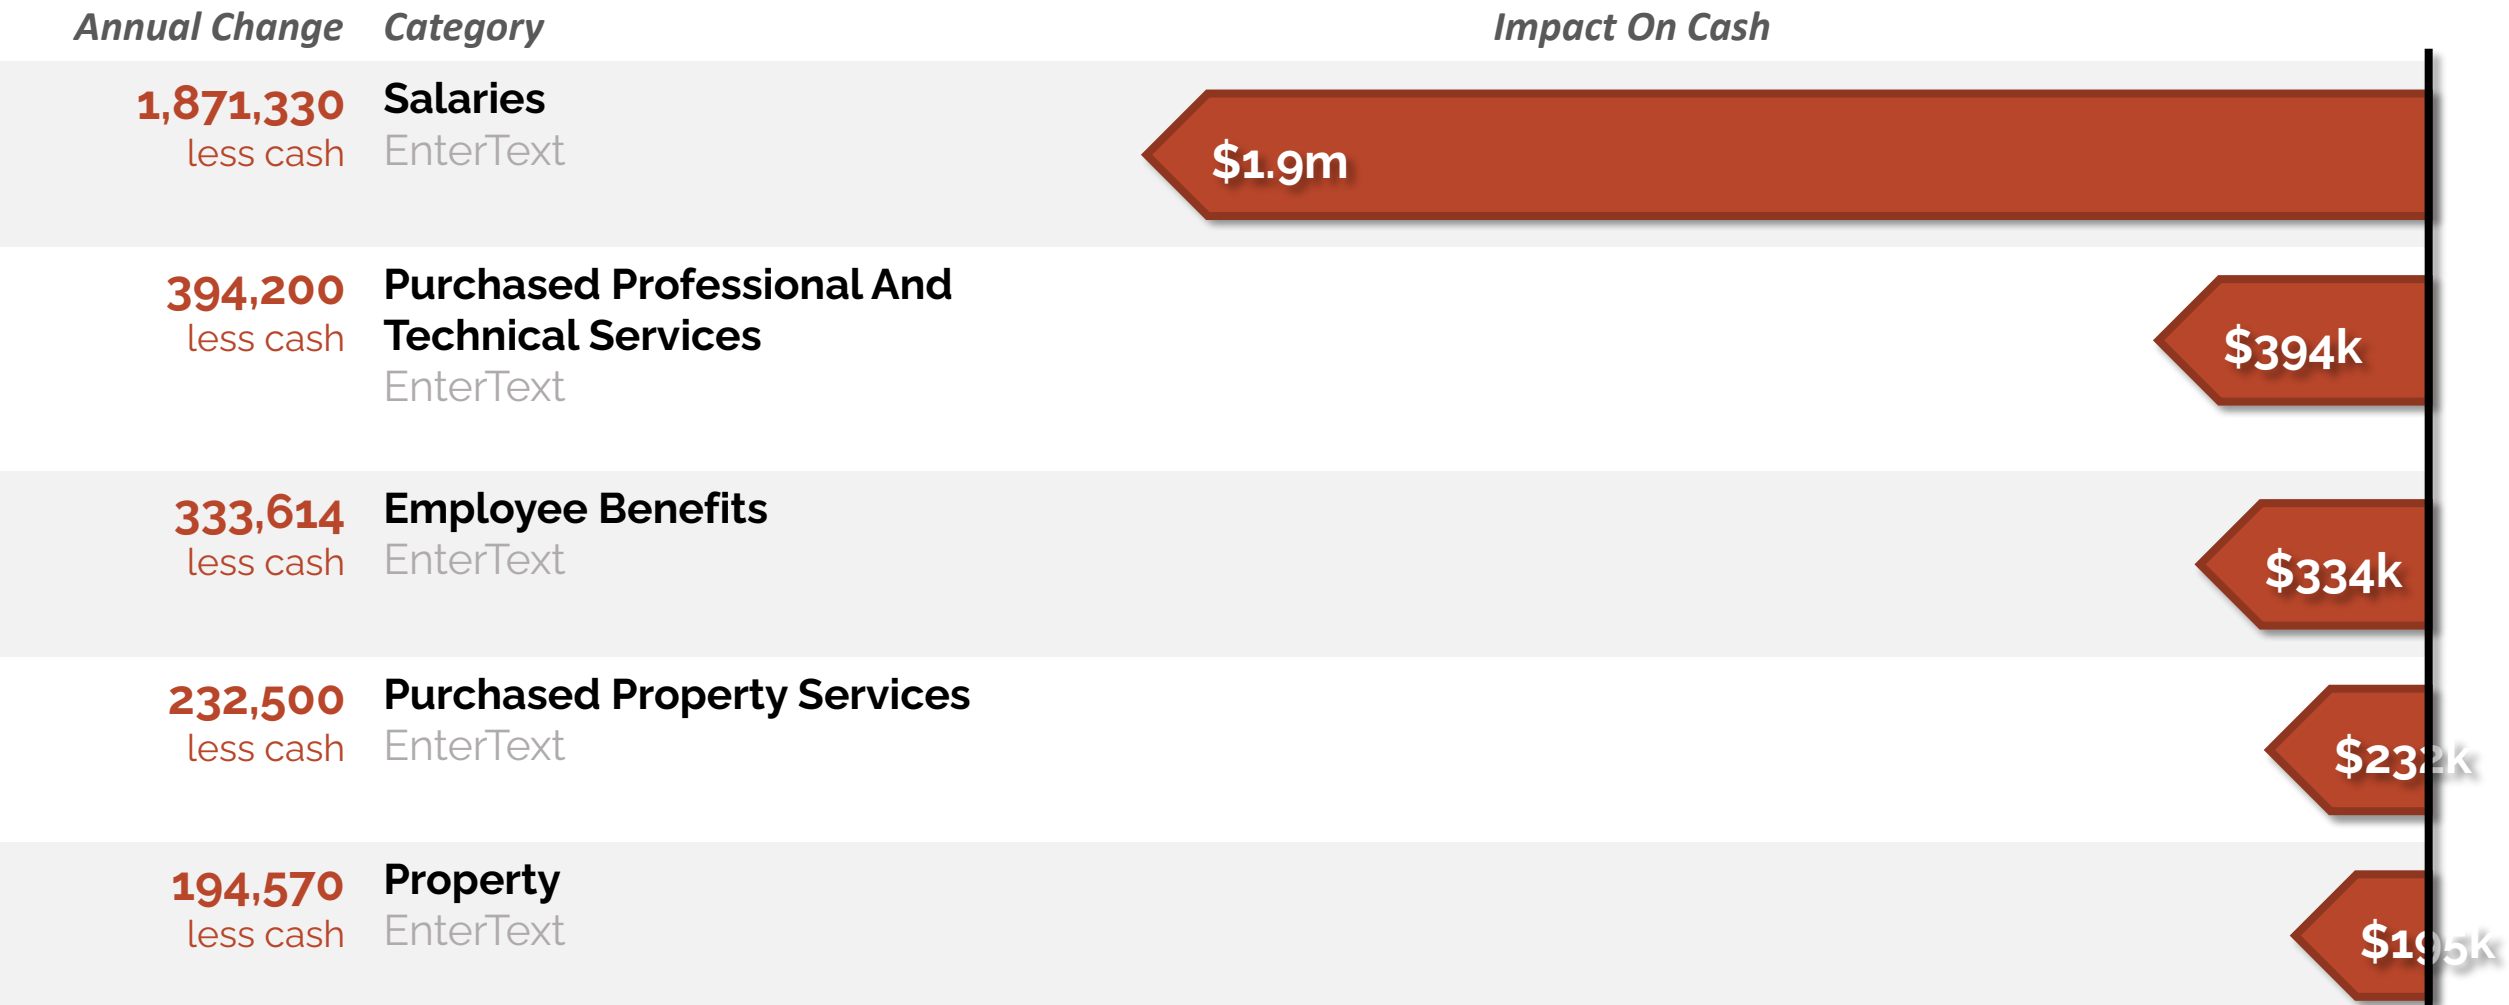 Annual Change Category Impact On Cash
1,871,330 Salaries
less cash EnterText
$1.9m
394,200 Purchased Professional And
less cash Technical Services
EnterText
$394k
333,614 Employee Benefits
less cash EnterText
$334k
232,500 Purchased Property Services
less cash EnterText
$232k
194,570 Property
less cash EnterText
$195k